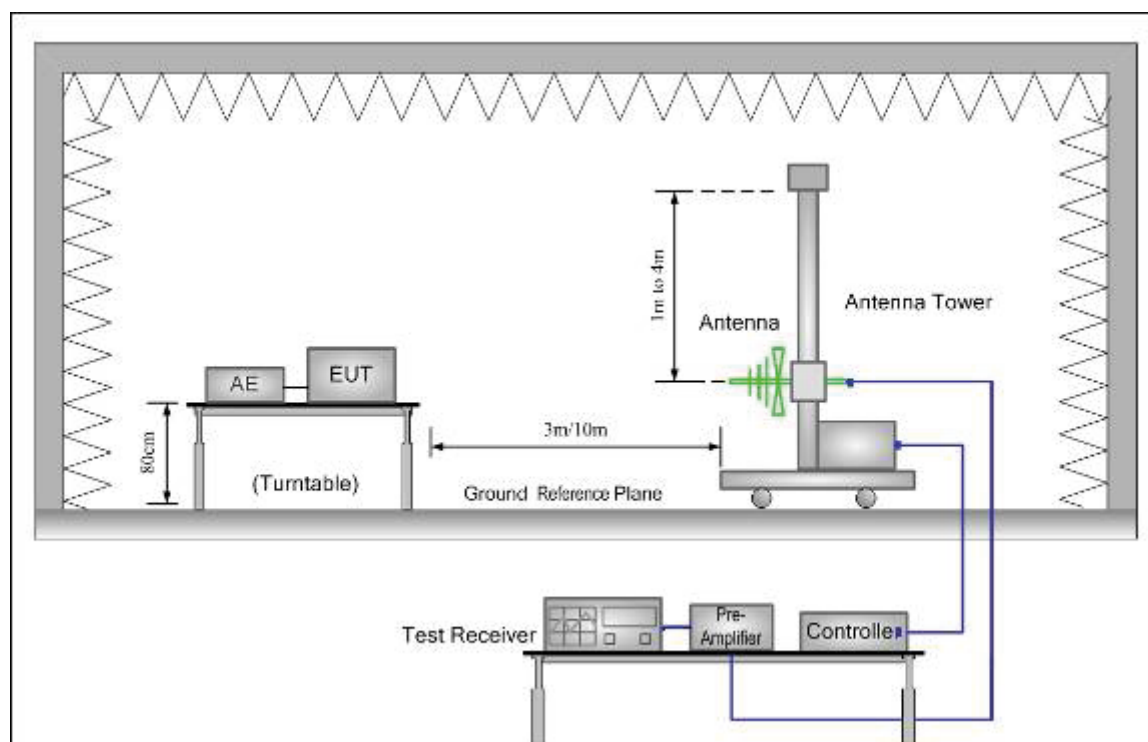 1m to 4m
Antenna Tower
Antenna
AE
EUT
80cm
3m/10m
(Turntable)
Ground Reference Plane
Test Receiver
Pre-
Amplifier
Controlle